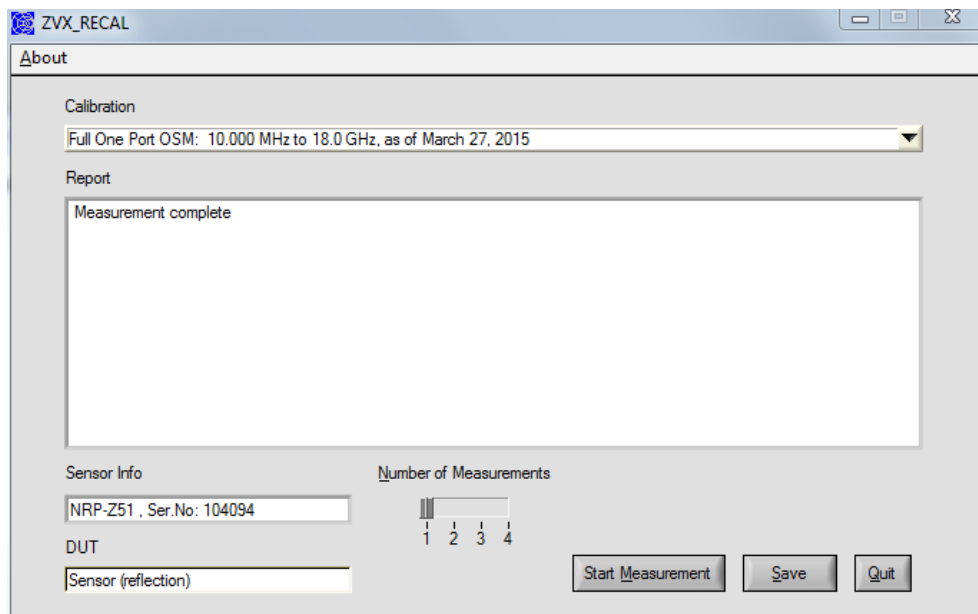 ZVX_RECAL
About
Calibration
Full One Port OSM:  10.000 MHz to 18.0 GHz, as of March 27, 2015
Report
Measurement complete
Sensor Info
Number of Measurements
NRP-Z51 , Ser.No: 104094
1 2 3 4
DUT
Sensor (reflection)
Start Measurement
Save
Quit